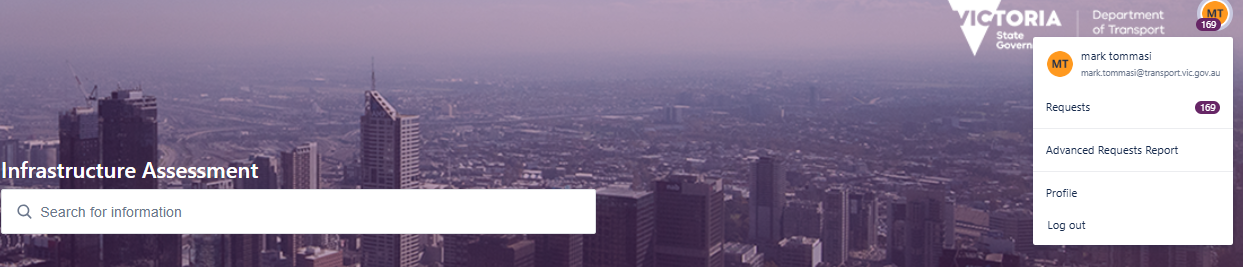 VICTORIA
State
Govern
Department
of Transport
MT
169
MT
mark tommasi
mark.tommasi@transport.vic.gov.au
Requests
169
Advanced Requests Report
Profile
Log out
Infrastructure Assessment
Search for information